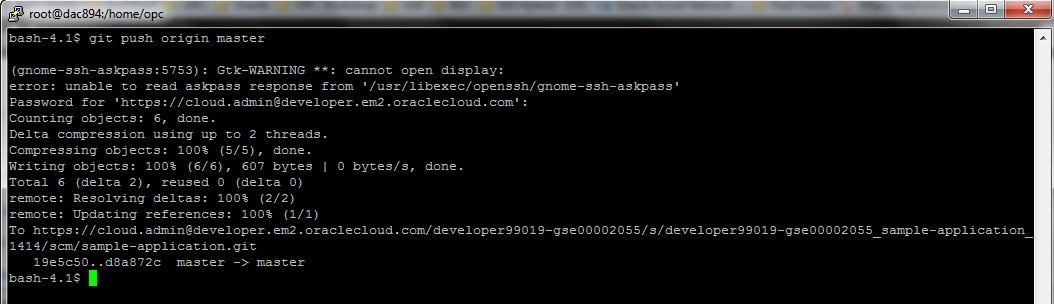 root@dac894:/home/opc
bash-4.1$ git push origin master
(gnome-ssh-askpass:5753): Gtk-WARNING **: cannot open display:
error: unable to read askpass response from '/usr/libexec/openssh/gnome-ssh-askpass'
Password for 'https://cloud.admin@developer.em2.oraclecloud.com':
Counting objects: 6, done.
Delta compression using up to 2 threads.
Compressing objects: 100% (5/5), done.
Writing objects: 100% (6/6), 607 bytes | 0 bytes/s, done.
Total 6 (delta 2), reused 0 (delta 0)
remote: Resolving deltas: 100% (2/2)
remote: Updating references: 100% (1/1)
To https://cloud.admin@developer.em2.oraclecloud.com/developer99019-gse00002055/s/developer99019-gse00002055_sample-application_
1414/scm/sample-application.git
   19e5c50..d8a872c  master -> master
bash-4.1$